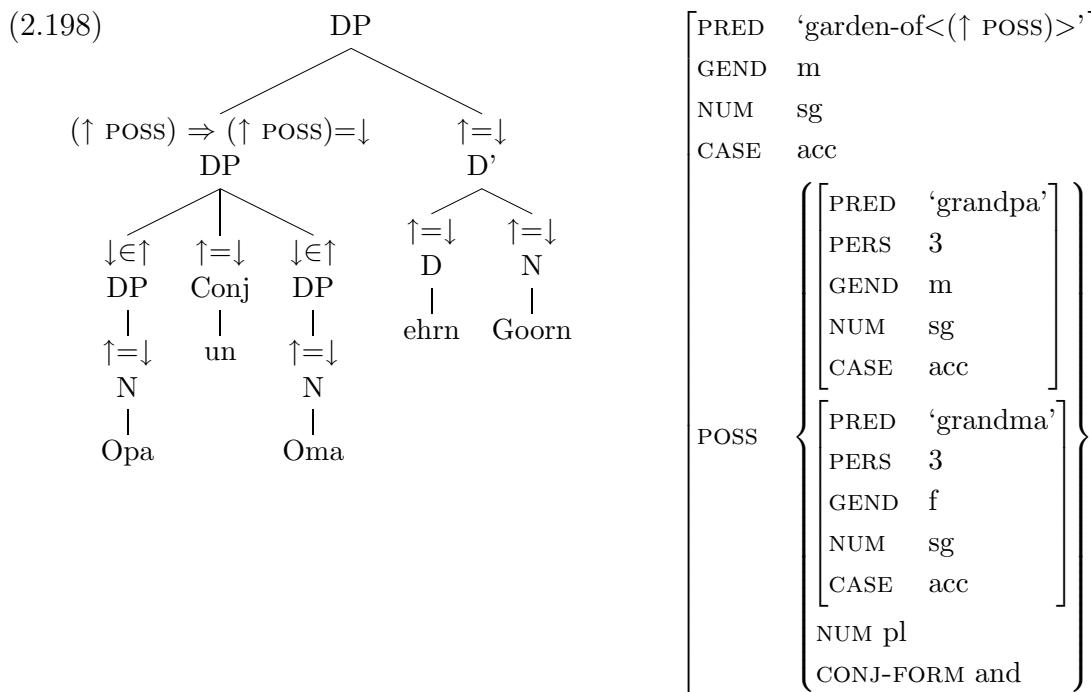 (2.198)
DP
(↑ POSS) ⇒ (↑ POSS)=↓ ↑=↓
DP D'
↓∈↑ ↑=↓ ↓∈↑ ↑=↓ ↑=↓
DP Conj DP D N
↑=↓ un ↑=↓ ehrn Goorn
N N
Opa Oma
PRED ‘garden-of<(↑ POSS)>’
GEND m
NUM sg
CASE acc
POSS
PRED ‘grandpa’
PERS 3
GEND m
NUM sg
CASE acc
PRED ‘grandma’
PERS 3
GEND f
NUM sg
CASE acc
NUM pl
CONJ-FORM and